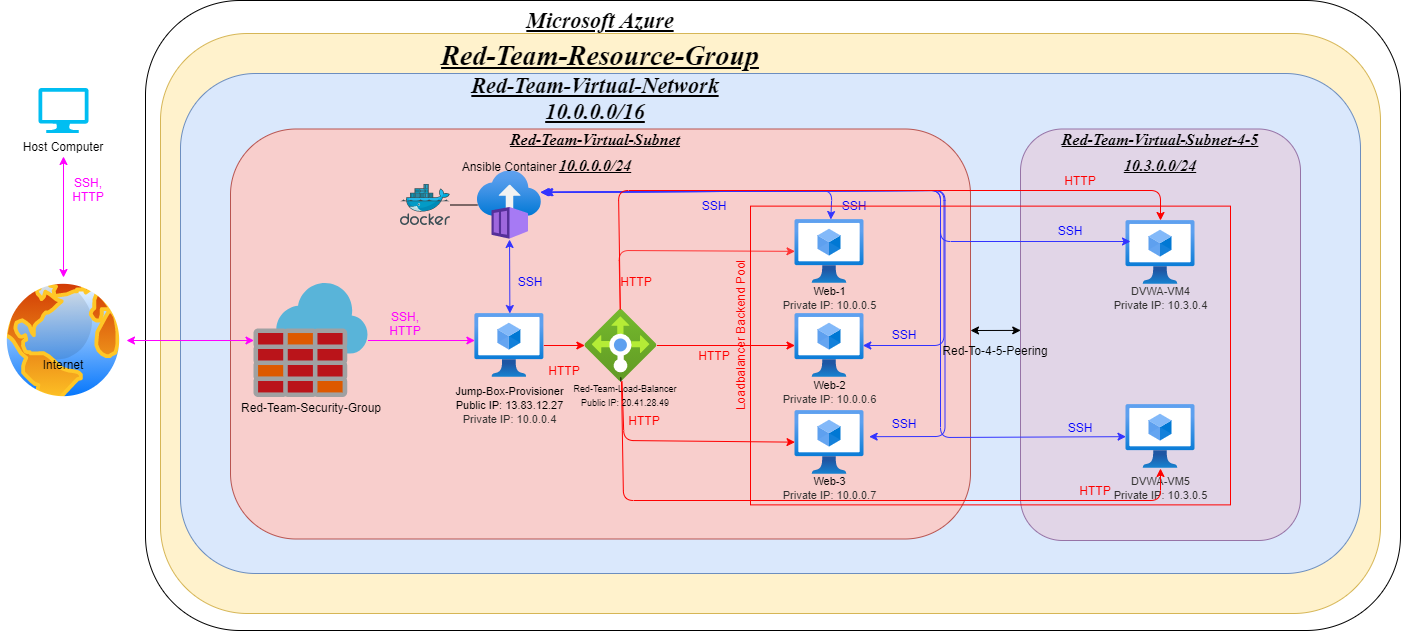 Microsoft Azure
Red-Team-Resource-Group
Red-Team-Virtual-Network
10.0.0.0/16
Red-Team-Virtual-Subnet
Ansible Container 10.0.0.0/24
docker
Red-Team-Virtual-Subnet-4-5
10.3.0.0/24
Host Computer
SSH,
HTTP
Internet
Red-Team-Security-Group
SSH,
HTTP
SSH
Jump-Box-Provisioner
Public IP: 13.83.12.27
Private IP: 10.0.0.4
HTTP
Red-Team-Load-Balancer
Public IP: 20.41.28.49
HTTP
HTTP
HTTP
Loadbalancer Backend Pool
SSH
SSH
Web-1
Private IP: 10.0.0.5
SSH
Web-2
Private IP: 10.0.0.6
SSH
Web-3
Private IP: 10.0.0.7
Red-To-4-5-Peering
HTTP
SSH
DVWA-VM4
Private IP: 10.3.0.4
SSH
DVWA-VM5
HTTP
Private IP: 10.3.0.5